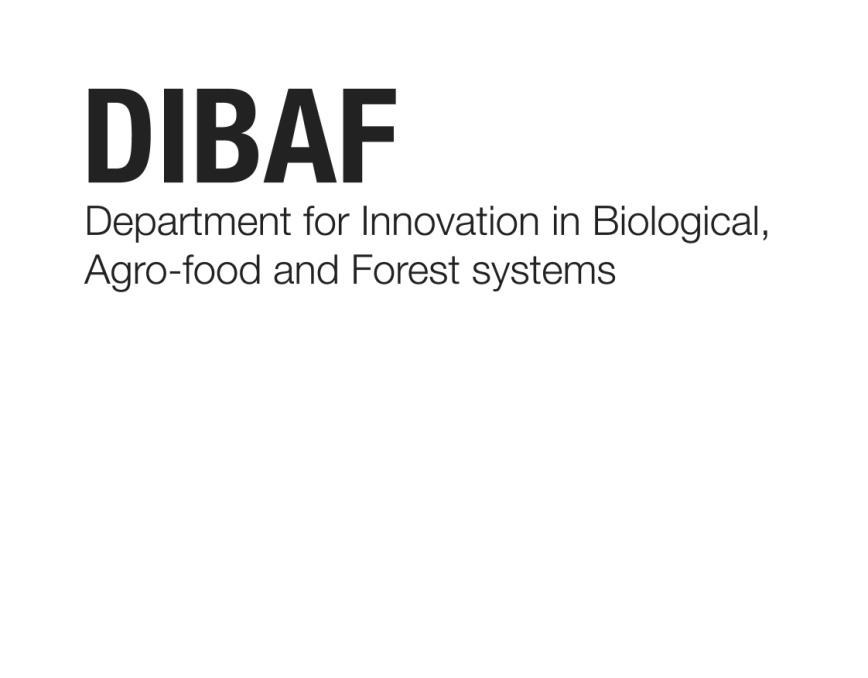 DIBAF
Department for Innovation in Biological,
Agro-food and Forest systems